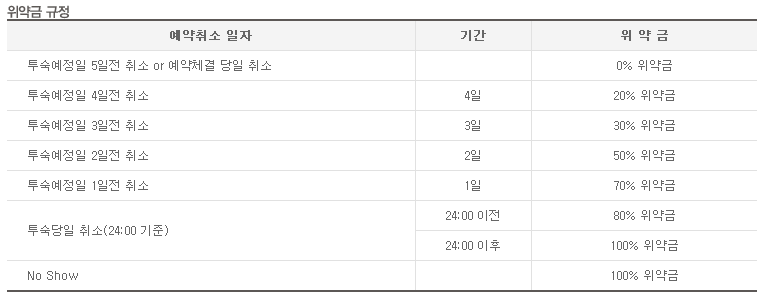 위약금 규정
예약취소 일자 기간 위 약 금
투숙예정일 5일전 취소 or 예약체결 당일 취소 0% 위약금
투숙예정일 4일전 취소 4일 20% 위약금
투숙예정일 3일전 취소 3일 30% 위약금
투숙예정일 2일전 취소 2일 50% 위약금
투숙예정일 1일전 취소 1일 70% 위약금
투숙당일 취소(24:00 기준) 24:00 이전 80% 위약금
24:00 이후 100% 위약금
No Show 100% 위약금